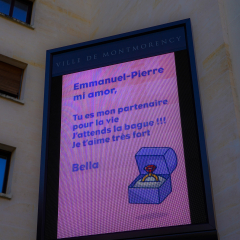 VILLE DE MONTMORENCY
Emmanuel-Pierre
mi amor,
Tu es mon partenaire
pour la vie
J'attends la bague !!!
Je t'aime très fort
Bella